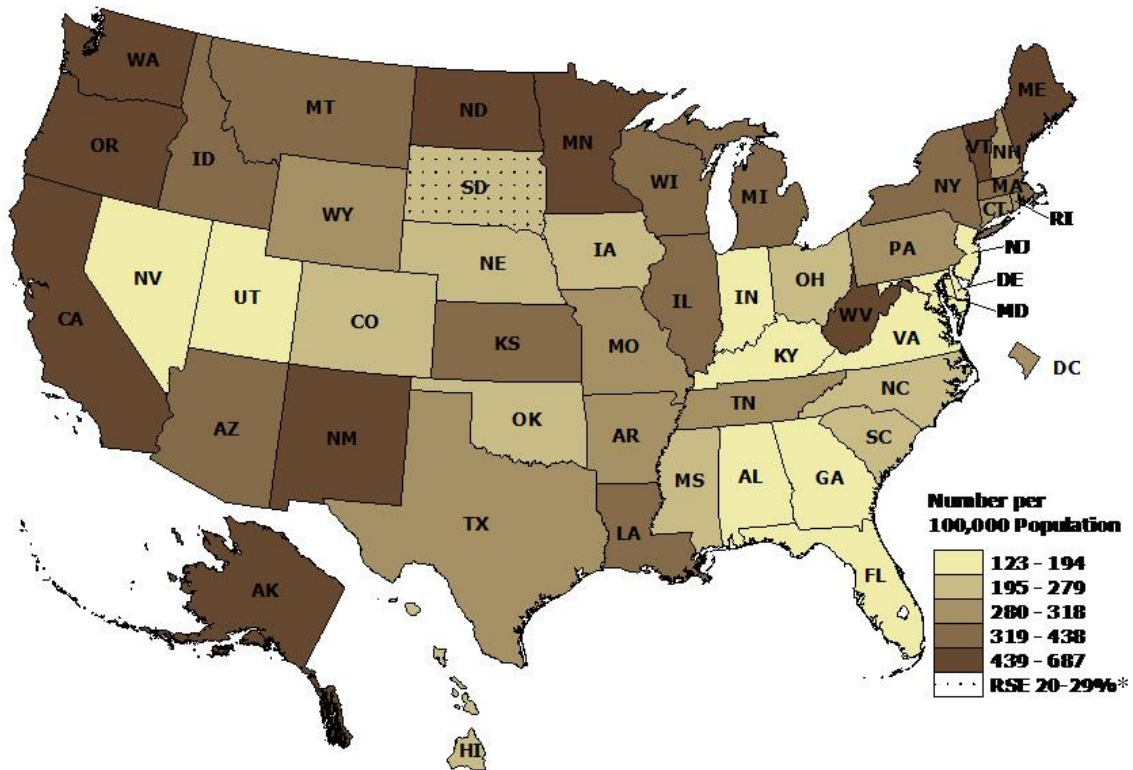 WA
ME
MT
ND
VT
OR
MN
NH
ID
WI
NY
MA
SD
MI
CT
WY
RI
PA
NJ
IA
NE
OH
DE
NV
IN
UT
IL
MD
CA
CO
WV
VA
KS
MO
KY
DC
NC
TN
OK
AZ
NM
AR
SC
MS
AL
GA
TX
LA
Number per
100,000 Population
123 - 194
FL
195 - 279
AK
280 - 318
319 - 438
439 - 687
RSE 20-29%*
HI